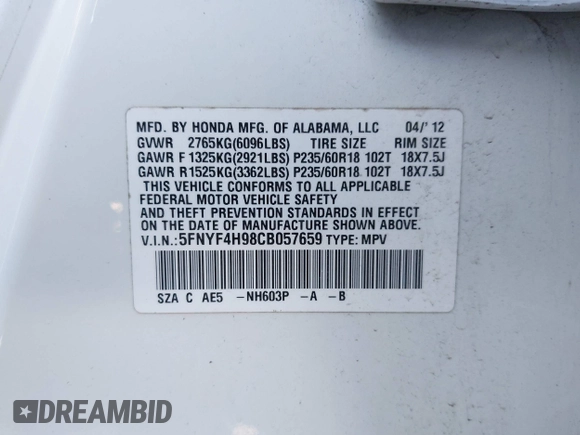 MFD. BY HONDA MFG. OF ALABAMA, LLC 04/'12
GVWR 2765KG(6096LBS) TIRE SIZE RIM SIZE
GAWR F 1325KG(2921LBS) P235/60R18 102T 18X7.5J
GAWR R 1525KG(3362LBS) P235/60R18 102T 18X7.5J
THIS VEHICLE CONFORMS TO ALL APPLICABLE
FEDERAL MOTOR VEHICLE SAFETY
AND THEFT PREVENTION STANDARDS IN EFFECT
ON THE DATE OF MANUFACTURE SHOWN ABOVE.
V.I.N.:5FNYF4H98CB057659 TYPE: MPV
SZA C AE5 -NH603P -A -B
DREAMBID